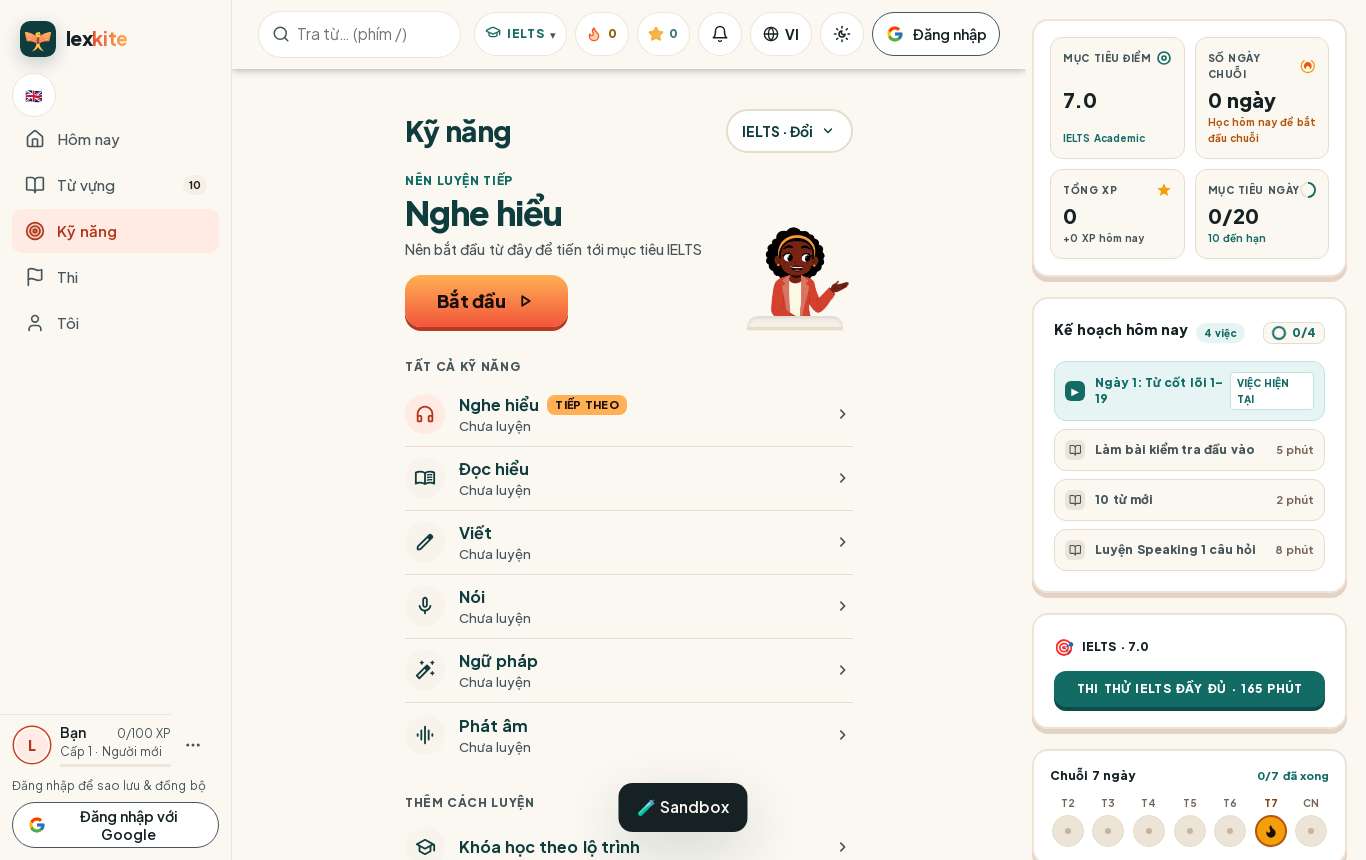 lexkite
Tra từ... (phím /)
IELTS ▾
0
0
VI
Đăng nhập
🇬🇧
Hôm nay
Từ vựng
10
Kỹ năng
Thi
Tôi
L
Bạn
0/100 XP
Cấp 1 · Người mới
Đăng nhập để sao lưu & đồng bộ
Đăng nhập với
Google
Kỹ năng
IELTS · Đổi
NÊN LUYỆN TIẾP
Nghe hiểu
Nên bắt đầu từ đây để tiến tới mục tiêu IELTS
Bắt đầu
TẤT CẢ KỸ NĂNG
Nghe hiểu
TIẾP THEO
Chưa luyện
Đọc hiểu
Chưa luyện
Viết
Chưa luyện
Nói
Chưa luyện
Ngữ pháp
Chưa luyện
Phát âm
Chưa luyện
THÊM CÁCH LUYỆN
Khóa học theo lộ trình
🧪 Sandbox
MỤC TIÊU ĐIỂM
7.0
IELTS Academic
SỐ NGÀY
CHUỖI
0 ngày
Học hôm nay để bắt
đầu chuỗi
TỔNG XP
0
+0 XP hôm nay
MỤC TIÊU NGÀY
0/20
10 đến hạn
Kế hoạch hôm nay
4 việc
0/4
Ngày 1: Từ cốt lõi 1–
19
VIỆC HIỆN
TẠI
Làm bài kiểm tra đầu vào
5 phút
10 từ mới
2 phút
Luyện Speaking 1 câu hỏi
8 phút
🎯 IELTS · 7.0
THI THỬ IELTS ĐẦY ĐỦ · 165 PHÚT
Chuỗi 7 ngày
0/7 đã xong
T2 T3 T4 T5 T6 T7 CN